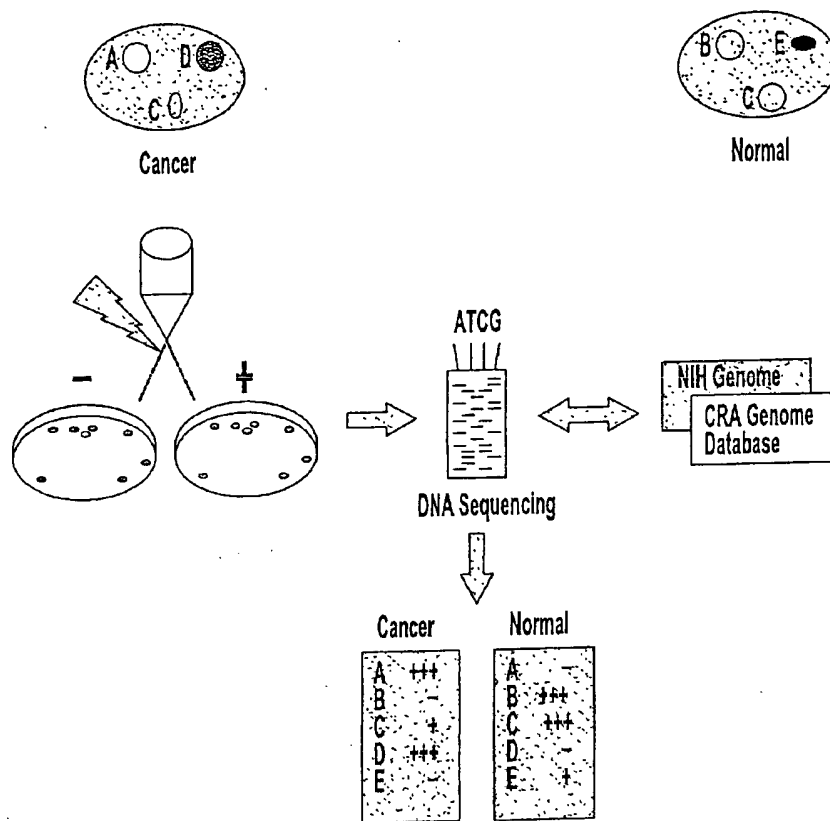 A D
C
Cancer
B E
C
Normal
- +
ATCG
DNA Sequencing
NIH Genome
CRA Genome
Database
Cancer
A +++
B -
C +
D +++
E -
Normal
A -
B +++
C +++
D -
E +